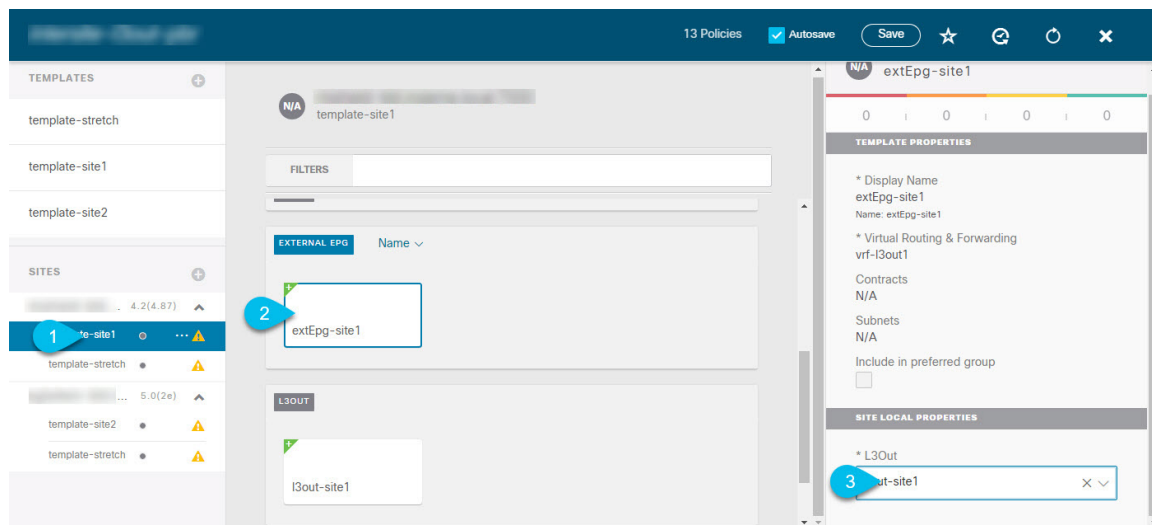 13 Policies
Autosave
Save
TEMPLATES
template-stretch
template-site1
template-site2
SITES
4.2(4.87)
1
te-site1
template-stretch
... 5.0(2e)
template-site2
template-stretch
N/A
template-site1
FILTERS
EXTERNAL EPG
Name
2
extEpg-site1
L3OUT
l3out-site1
N/A
extEpg-site1
0 0 0 0
TEMPLATE PROPERTIES
* Display Name
extEpg-site1
Name: extEpg-site1
* Virtual Routing & Forwarding
vrf-l3out1
Contracts
N/A
Subnets
N/A
Include in preferred group
SITE LOCAL PROPERTIES
* L3Out
3
ut-site1